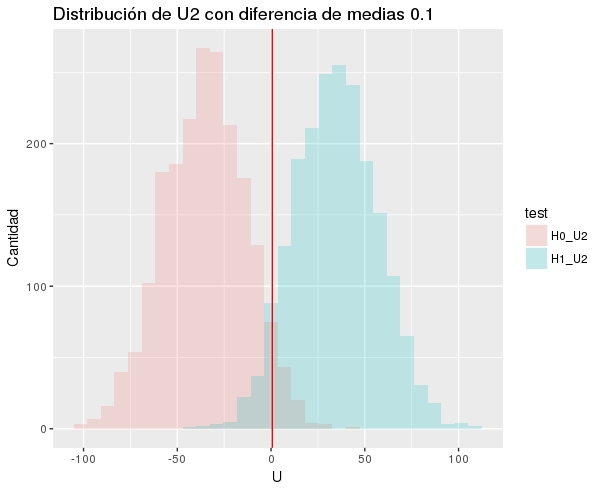 Distribución de U2 con diferencia de medias 0.1
Cantidad
200
100
0
-100 -50 0 50 100
U
test
H0_U2
H1_U2